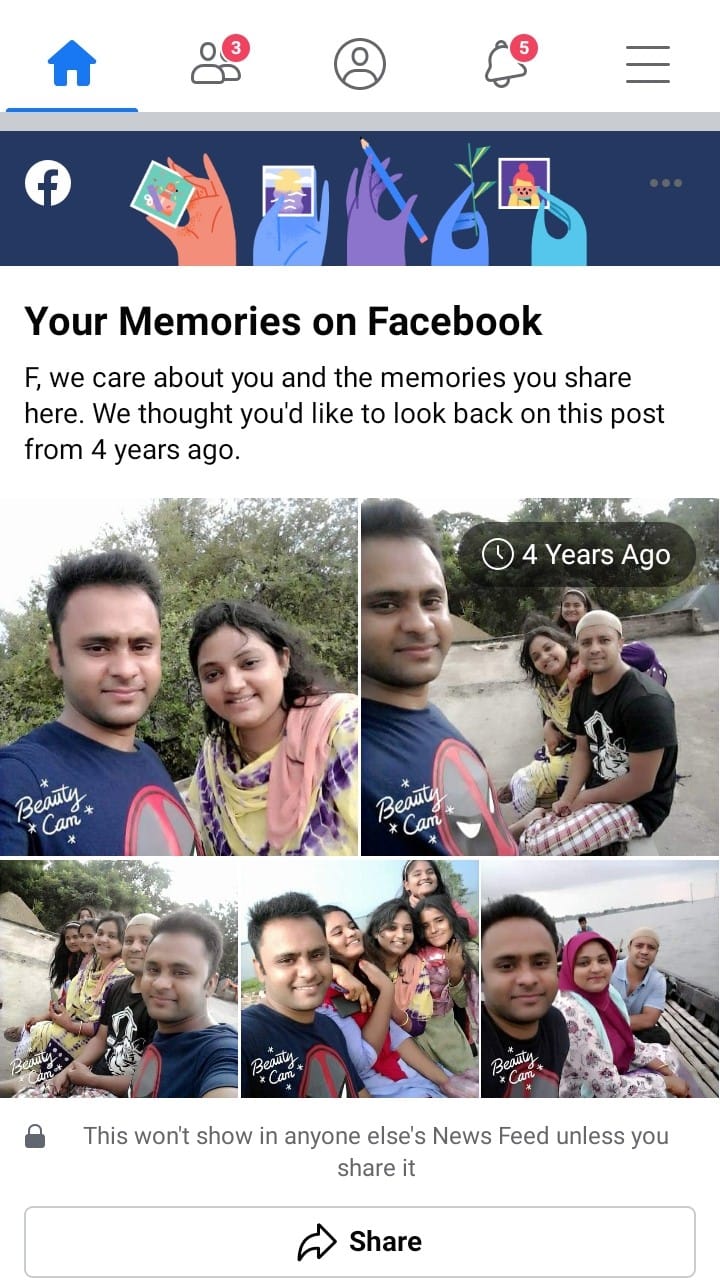 3
5
Your Memories on Facebook
F, we care about you and the memories you share
here. We thought you'd like to look back on this post
from 4 years ago.
4 Years Ago
Beauty
Cam
Beauty
Cam
Beauty
Cam
Beauty
Cam
Beauty
Cam
This won't show in anyone else's News Feed unless you
share it
Share